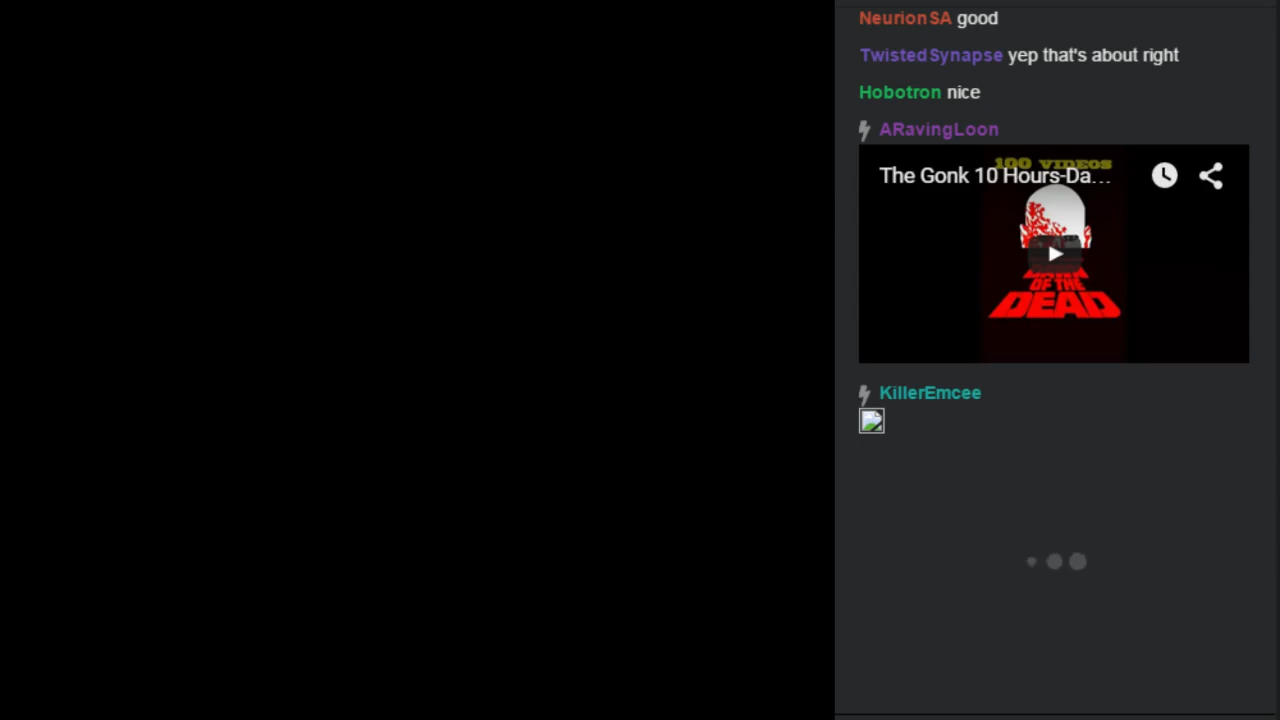 NeurionSA good
TwistedSynapse yep that's about right
Hobotron nice
ARavingLoon
100 VIDEOS
The Gonk 10 Hours-Da...
DAWN
OF THE
DEAD
KillerEmcee